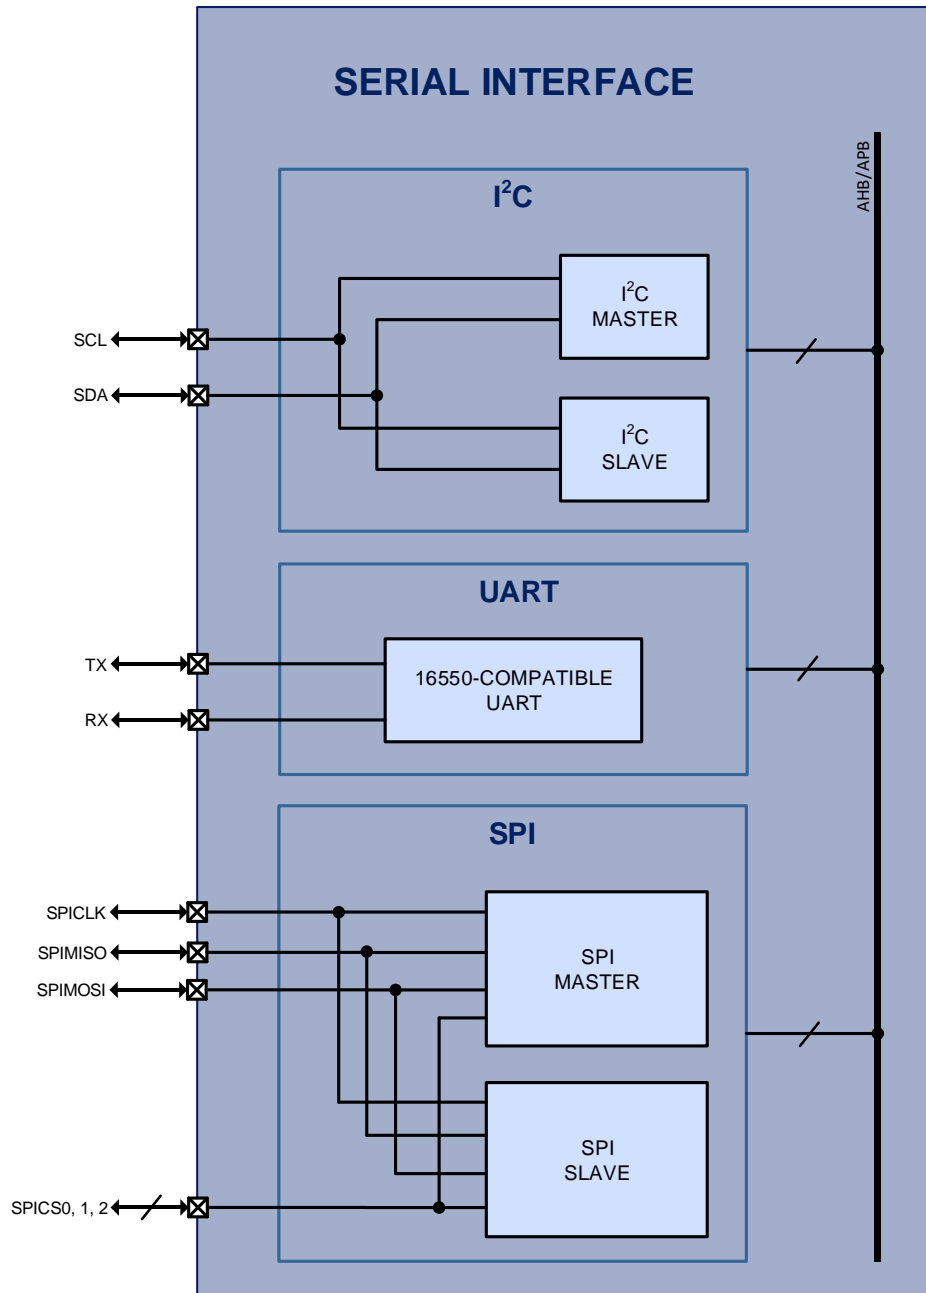 SERIAL INTERFACE
AHB/APB
I²C
I²C
MASTER
SCL
SDA
I²C
SLAVE
UART
TX
16550-COMPATIBLE
UART
RX
SPI
SPICLK
SPIMISO
SPI
MASTER
SPIMOSI
SPI
SLAVE
SPICS0, 1, 2